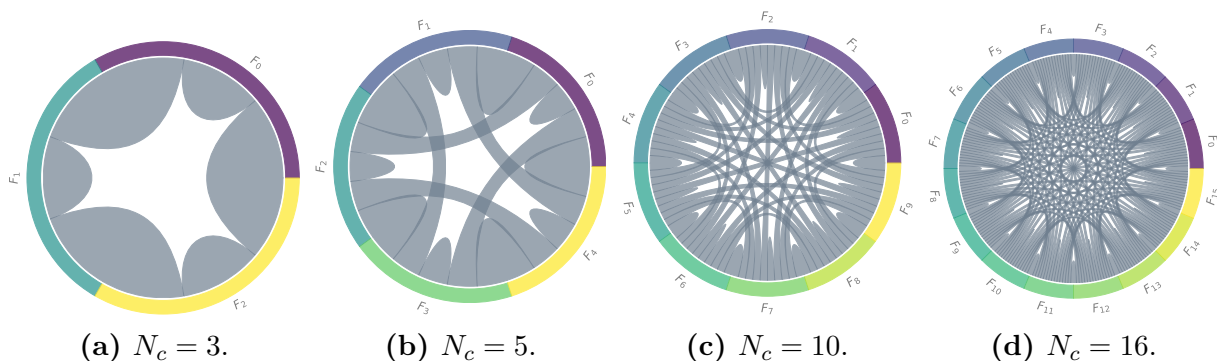 F₀
F₁
F₂
F₀
F₁
F₂
F₃
F₄
F₀
F₁
F₂
F₃
F₄
F₅
F₆
F₇
F₈
F₉
F₀
F₁
F₂
F₃
F₄
F₅
F₆
F₇
F₈
F₉
F₁₀
F₁₁
F₁₂
F₁₃
F₁₄
F₁₅
(a) N_c = 3.
(b) N_c = 5.
(c) N_c = 10.
(d) N_c = 16.